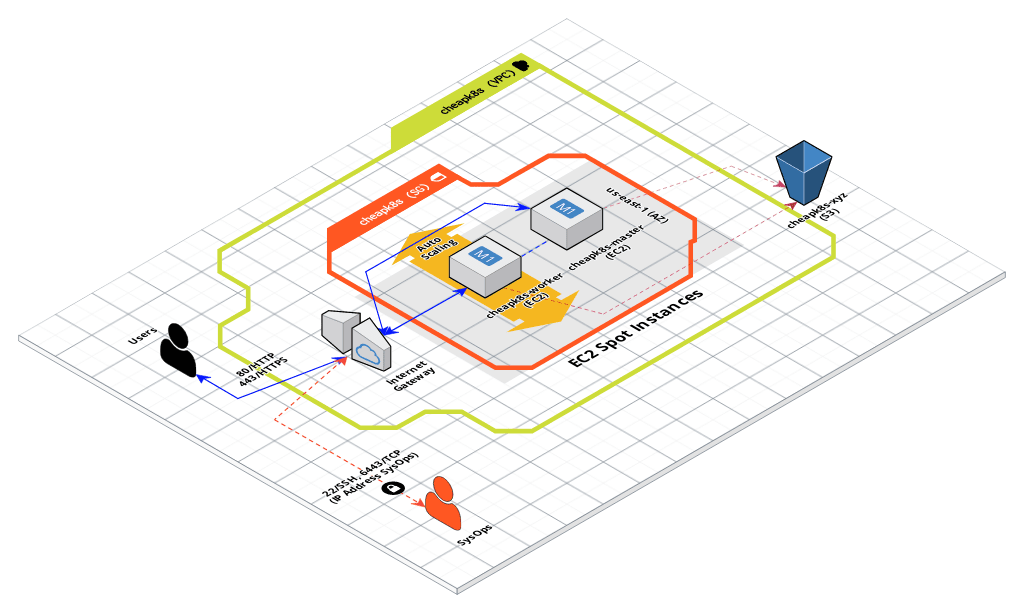 cheapk8s (VPC)
cheapk8s (SG)
us-east-1 (AZ)
M1
cheapk8s-master
(EC2)
Auto
Scaling
M1
cheapk8s-worker
(EC2)
cheapk8s-xyz
(S3)
EC2 Spot Instances
Users
80/HTTP
443/HTTPS
Internet
Gateway
22/SSH, 6443/TCP
(IP Address SysOps)
SysOps